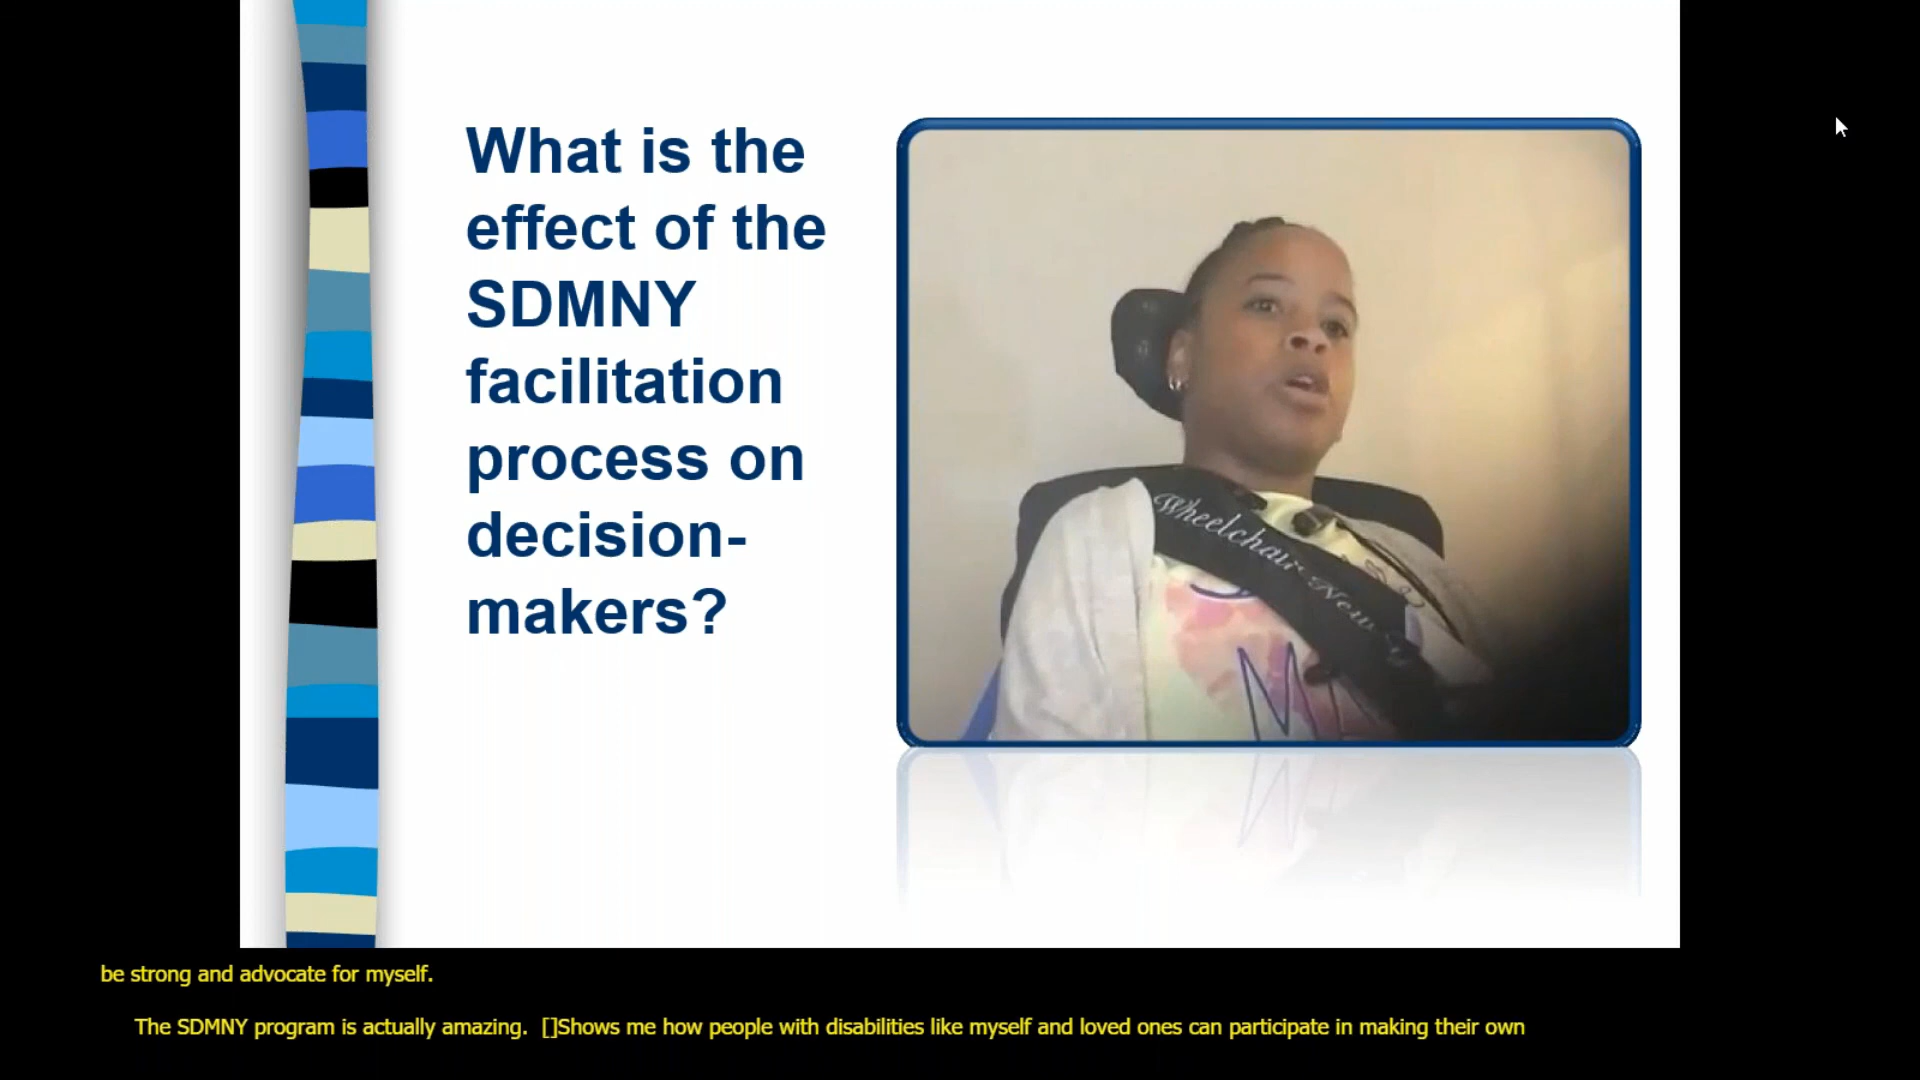 What is the
effect of the
SDMNY
facilitation
process on
decision-
makers?
Wheelchair New
be strong and advocate for myself.
The SDMNY program is actually amazing.  []Shows me how people with disabilities like myself and loved ones can participate in making their own